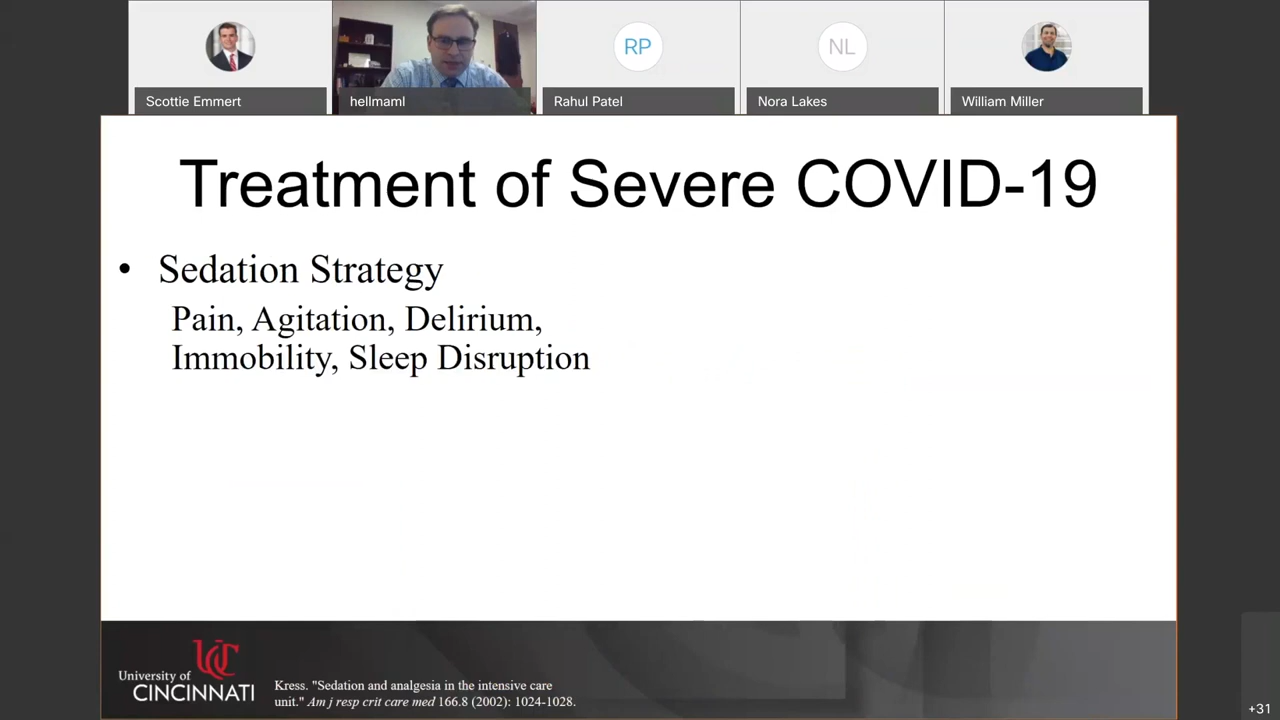 RP
NL
Scottie Emmert
hellmaml
Rahul Patel
Nora Lakes
William Miller
Treatment of Severe COVID-19
• Sedation Strategy
Pain, Agitation, Delirium,
Immobility, Sleep Disruption
UC
University of
CINCINNATI
Kress. "Sedation and analgesia in the intensive care
unit." Am j resp crit care med 166.8 (2002): 1024-1028.
+31